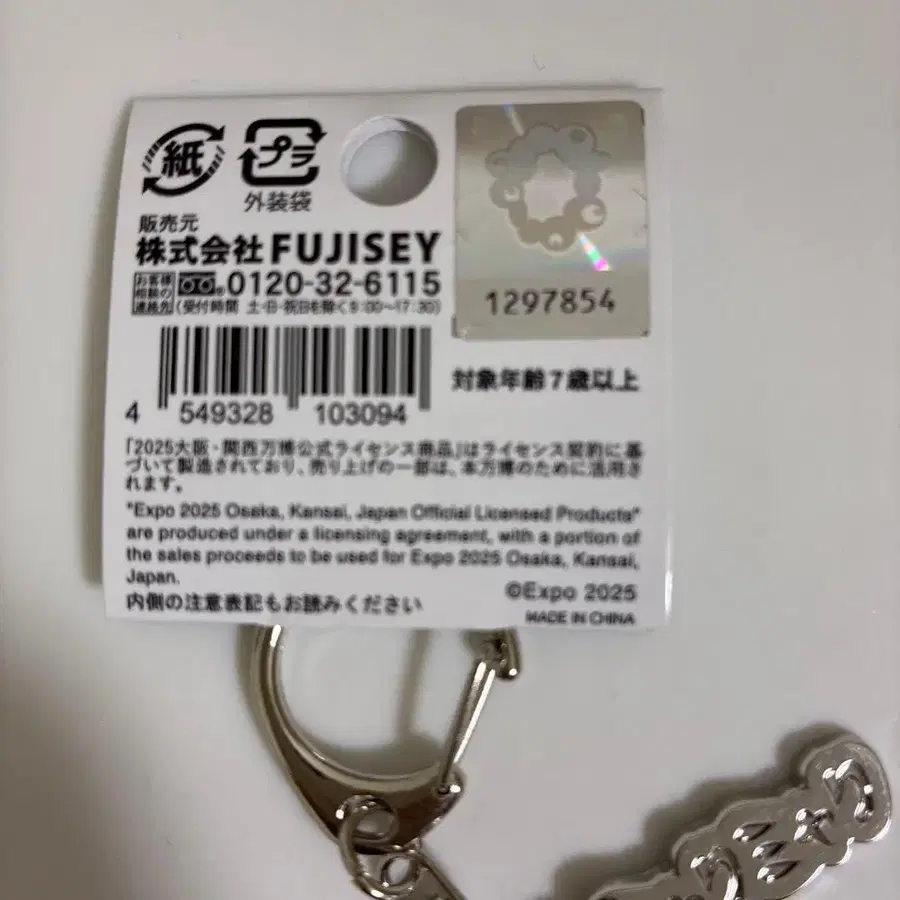 紙
プラ
外装袋
販売元
株式会社FUJISEY
お客様
相談の
連絡先
0120-32-6115
(受付時間 土・日・祝日を除く9:00~17:30)
1297854
4 549328 103094
対象年齢7歳以上
「2025大阪・関西万博公式ライセンス商品」はライセンス契約に基
づいて製造されており、売り上げの一部は、本万博のために活用さ
れます。
"Expo 2025 Osaka, Kansai, Japan Official Licensed Products"
are produced under a licensing agreement, with a portion of
the sales proceeds to be used for Expo 2025 Osaka, Kansai,
Japan.
内側の注意表記もお読みください
©Expo 2025
MADE IN CHINA